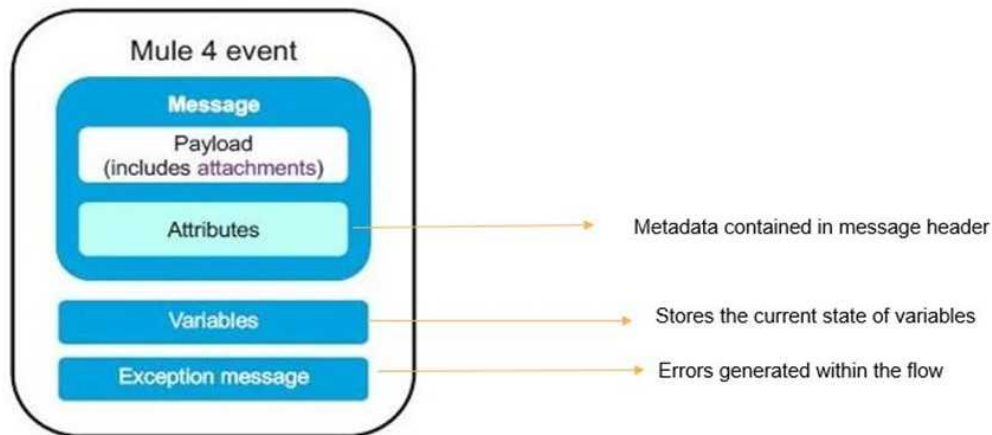 Mule 4 event
Message
Payload
(includes attachments)
Attributes
Metadata contained in message header
Variables
Stores the current state of variables
Exception message
Errors generated within the flow